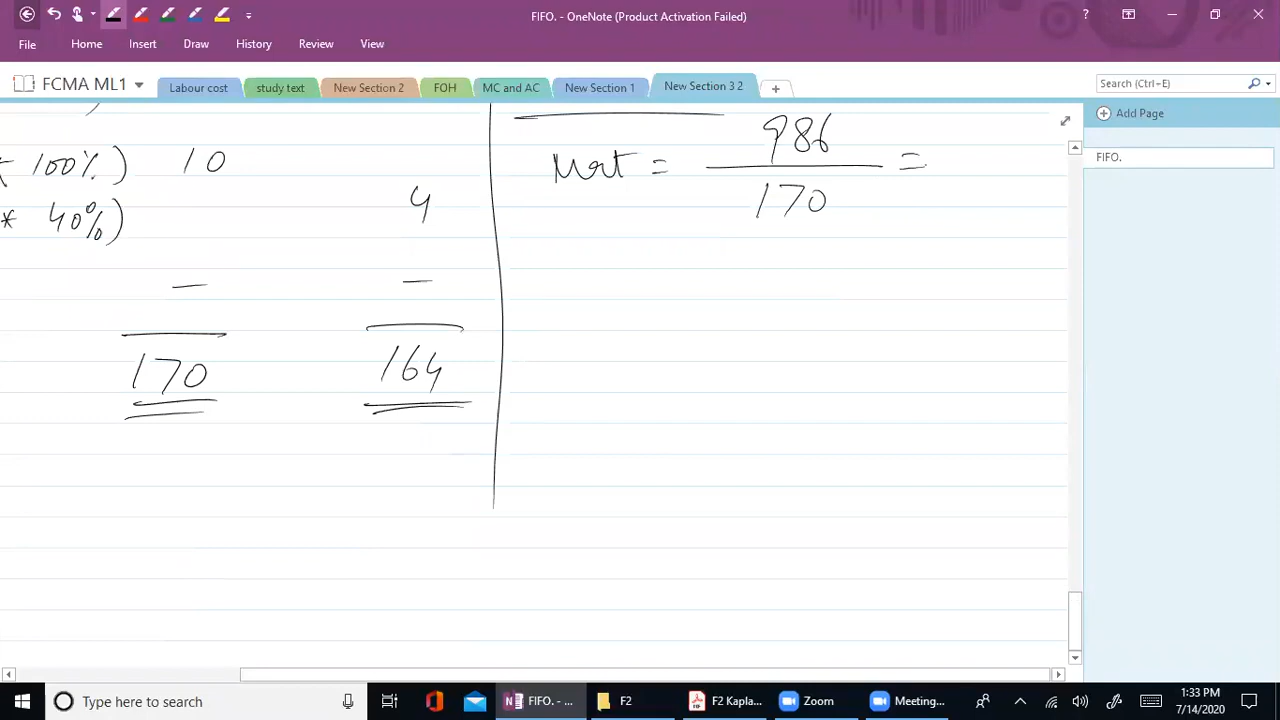 FIFO. - OneNote (Product Activation Failed)
?
File Home Insert Draw History Review View
FCMA ML1
Labour cost study text New Section 2 FOH MC and AC New Section 1 New Section 3 2 +
Search (Ctrl+E)
Add Page
FIFO.
100%) 10
* 40%) 4
– –
170 164
Mrt = 986 / 170 =
Type here to search
FIFO. - ...
F2
F2 Kapla...
Zoom
Meeting...
1:33 PM
7/14/2020